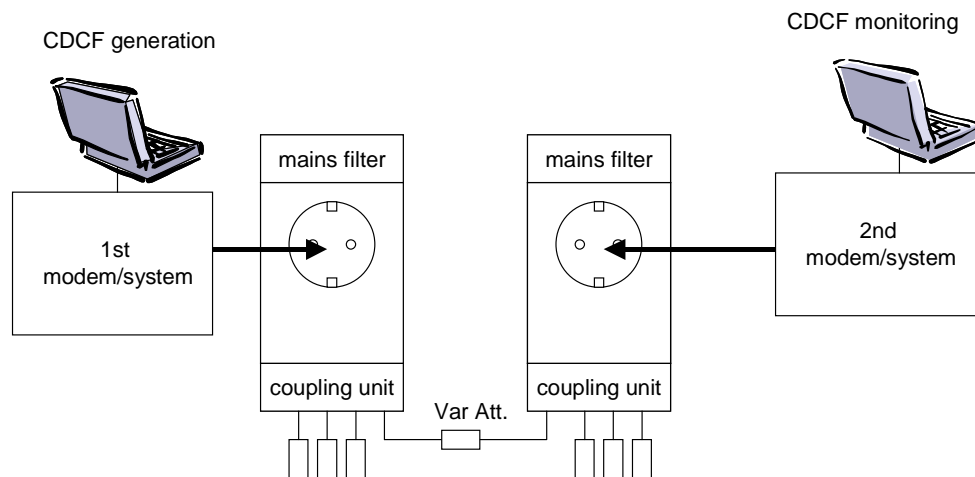 CDCF monitoring
CDCF generation
mains filter
mains filter
1st
modem/system
2nd
modem/system
coupling unit
coupling unit
Var Att.